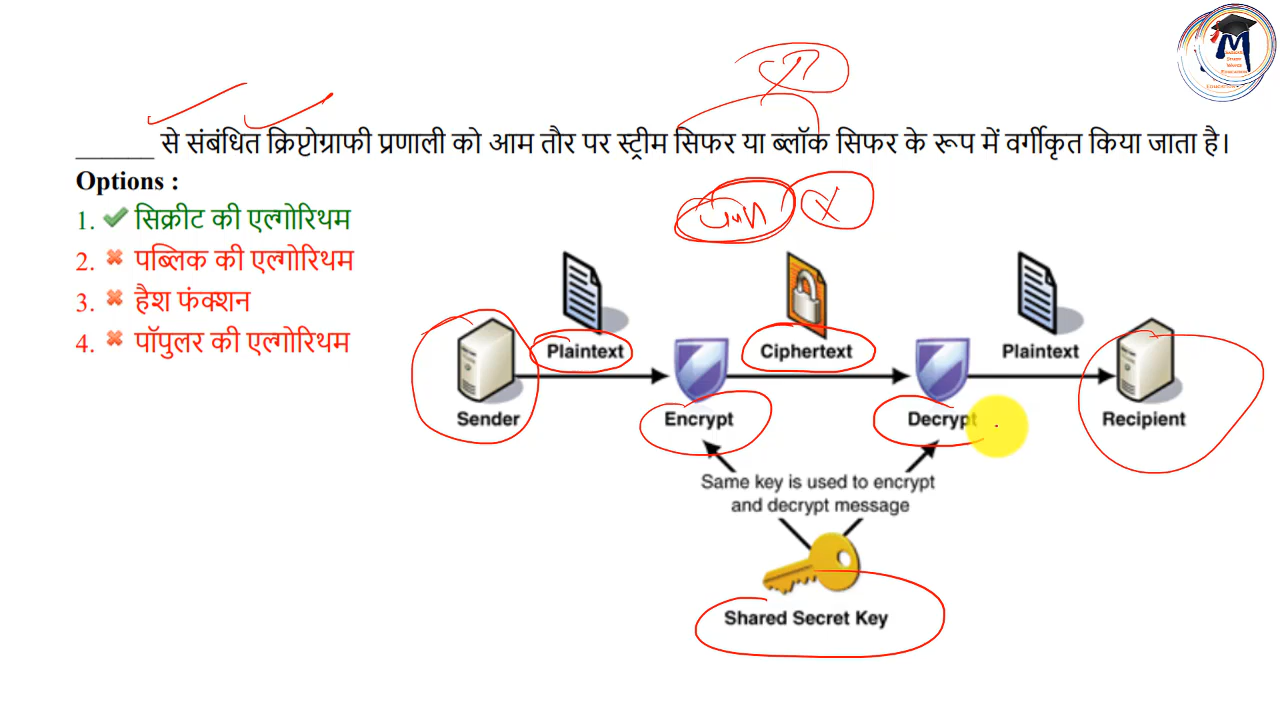 ______ से संबंधित क्रिप्टोग्राफी प्रणाली को आम तौर पर स्ट्रीम सिफर या ब्लॉक सिफर के रूप में वर्गीकृत किया जाता है।
Options :
1. सिक्रीट की एल्गोरिथम
2. पब्लिक की एल्गोरिथम
3. हैश फंक्शन
4. पॉपुलर की एल्गोरिथम
Plaintext Ciphertext Plaintext
Sender Encrypt Decrypt Recipient
Same key is used to encrypt
and decrypt message
Shared Secret Key